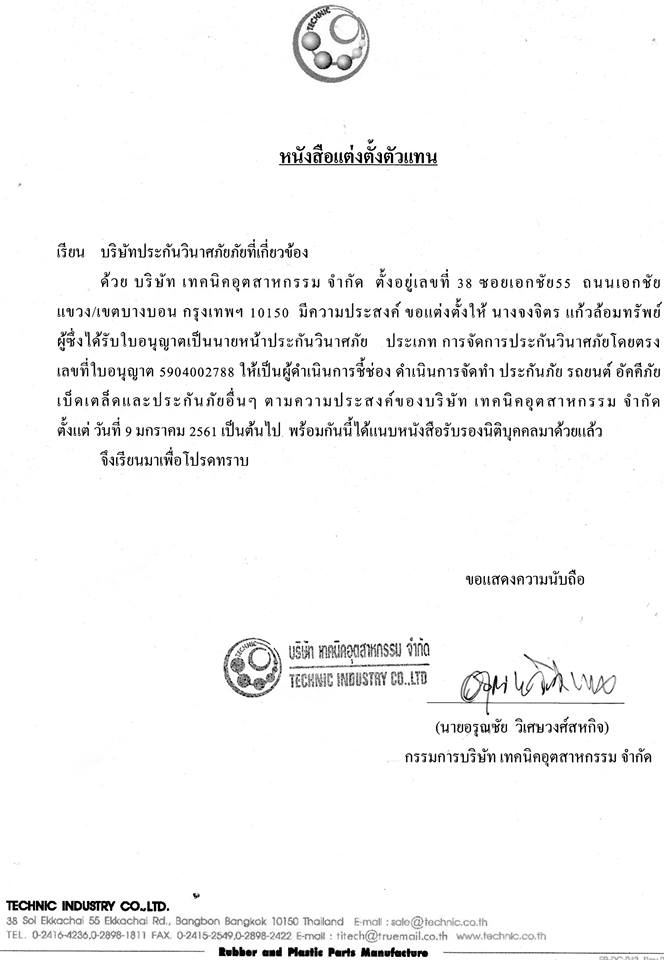 TECHNIC
หนังสือแต่งตั้งตัวแทน
เรียน บริษัทประกันวินาศภัยภัยที่เกี่ยวข้อง
ด้วย บริษัท เทคนิคอุตสาหกรรม จำกัด ตั้งอยู่เลขที่ 38 ซอยเอกชัย55 ถนนเอกชัย
แขวง/เขตบางบอน กรุงเทพฯ 10150 มีความประสงค์ ขอแต่งตั้งให้ นางจงจิตร แก้วล้อมทรัพย์
ผู้ซึ่งได้รับใบอนุญาตเป็นนายหน้าประกันวินาศภัย ประเภท การจัดการประกันวินาศภัยโดยตรง
เลขที่ใบอนุญาต 5904002788 ให้เป็นผู้ดำเนินการชี้ช่อง ดำเนินการจัดทำ ประกันภัย รถยนต์ อัคคีภัย
เบ็ดเตล็ดและประกันภัยอื่นๆ ตามความประสงค์ของบริษัท เทคนิคอุตสาหกรรม จำกัด
ตั้งแต่ วันที่ 9 มกราคม 2561 เป็นต้นไป พร้อมกันนี้ได้แนบหนังสือรับรองนิติบุคคลมาด้วยแล้ว
จึงเรียนมาเพื่อโปรดทราบ
ขอแสดงความนับถือ
TECHNIC
บริษัท เทคนิคอุตสาหกรรม จำกัด
TECHNIC INDUSTRY CO.,LTD
(นายอรุณชัย วิเศษวงศ์สหกิจ)
กรรมการบริษัท เทคนิคอุตสาหกรรม จำกัด
TECHNIC INDUSTRY CO.,LTD.
38 Soi Ekkachai 55 Ekkachai Rd., Bangbon Bangkok 10150 Thailand E-mail : sale@technic.co.th
TEL. 0-2416-4236,0-2898-1811 FAX. 0-2415-2549,0-2898-2422 E-mail : titech@truemail.co.th www.technic.co.th
Rubber and Plastic Parts Manufacture